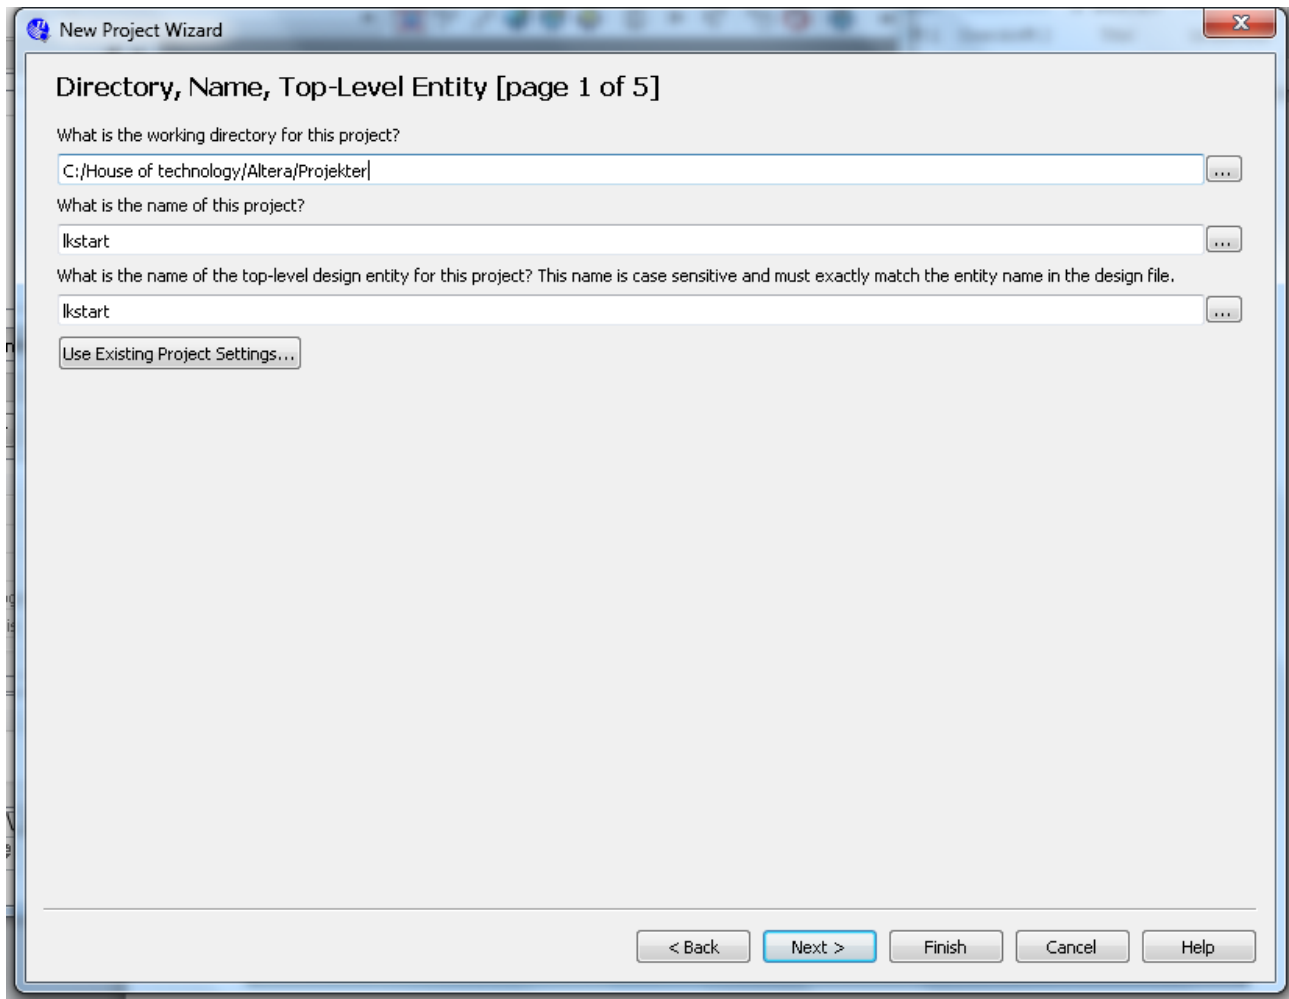 New Project Wizard
Directory, Name, Top-Level Entity [page 1 of 5]
What is the working directory for this project?
C:/House of technology/Altera/Projekter
...
What is the name of this project?
lkstart
...
What is the name of the top-level design entity for this project? This name is case sensitive and must exactly match the entity name in the design file.
lkstart
...
Use Existing Project Settings...
< Back
Next >
Finish
Cancel
Help